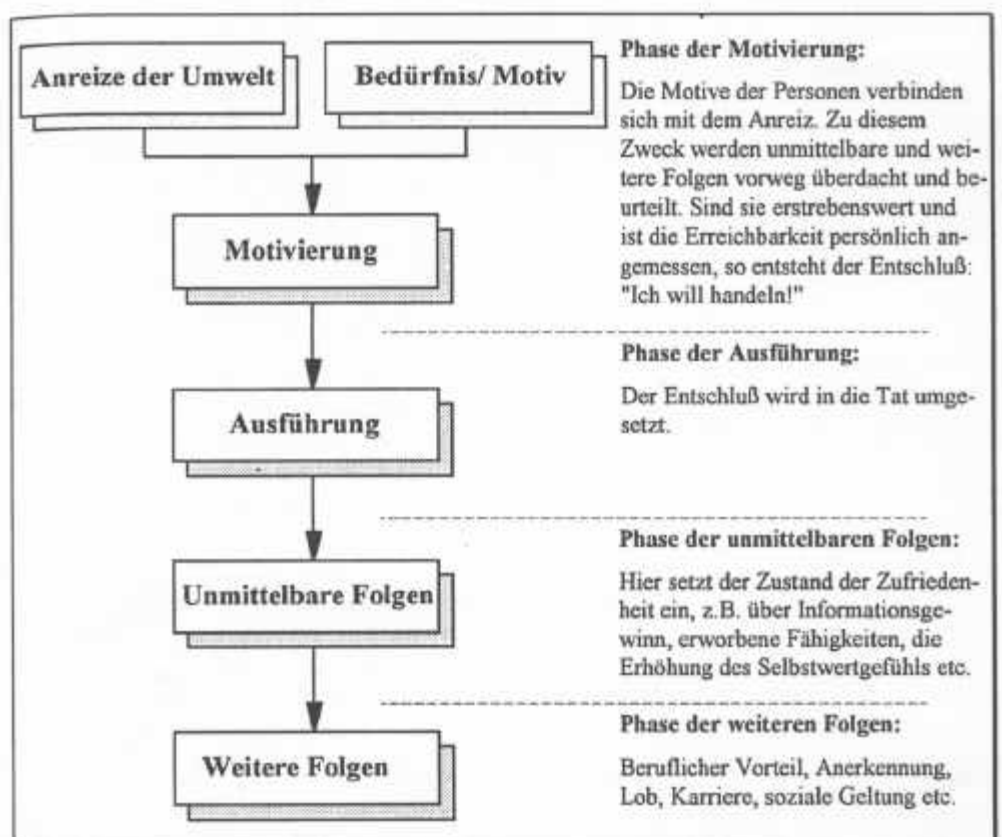 Anreize der Umwelt
Bedürfnis/ Motiv
Phase der Motivierung:
Die Motive der Personen verbinden
sich mit dem Anreiz. Zu diesem
Zweck werden unmittelbare und wei-
tere Folgen vorweg überdacht und be-
urteilt. Sind sie erstrebenswert und
ist die Erreichbarkeit persönlich an-
gemessen, so entsteht der Entschluß:
"Ich will handeln!"
Motivierung
Phase der Ausführung:
Der Entschluß wird in die Tat umge-
setzt.
Ausführung
Phase der unmittelbaren Folgen:
Hier setzt der Zustand der Zufrieden-
heit ein, z.B. über Informationsge-
winn, erworbene Fähigkeiten, die
Erhöhung des Selbstwertgefühls etc.
Unmittelbare Folgen
Phase der weiteren Folgen:
Beruflicher Vorteil, Anerkennung,
Lob, Karriere, soziale Geltung etc.
Weitere Folgen